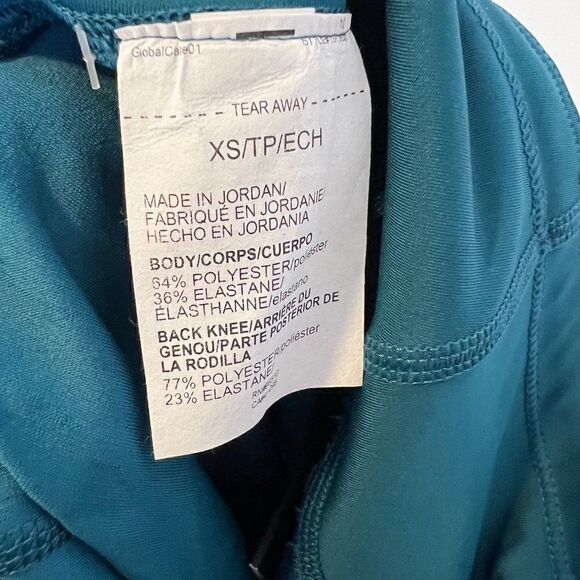 GlobalCare01
TEAR AWAY
XS/TP/ECH
MADE IN JORDAN/
FABRIQUÉ EN JORDANIE/
HECHO EN JORDANIA
BODY/CORPS/CUERPO
64% POLYESTER/poliéster
36% ELASTANE/
ÉLASTHANNE/elastano
BACK KNEE/ARRIÈRE DU
GENOU/PARTE POSTERIOR DE
LA RODILLA
77% POLYESTER/poliéster
23% ELASTANE/